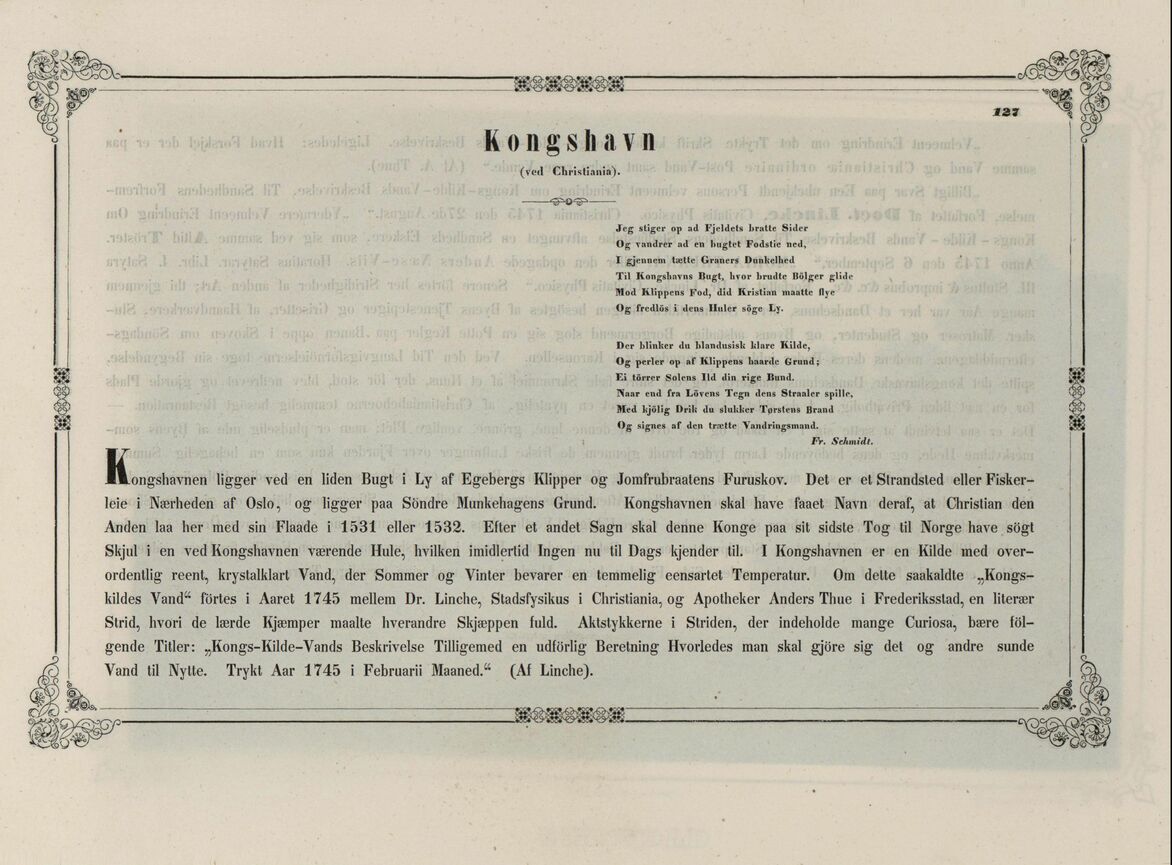 127
Kongshavn
(ved Christiania).
Jeg stiger op ad Fjeldets bratte Sider
Og vandrer ad en bugtet Fodstie ned,
I gjennem tætte Graners Dunkelhed
Til Kongshavns Bugt, hvor brudte Bölger glide
Mod Klippens Fod, did Kristian maatte flye
Og fredlös i dens Huler söge Ly.
Der blinker du blandusisk klare Kilde,
Og perler op af Klippens haarde Grund;
Ei törrer Solens Ild din rige Bund.
Naar end fra Lövens Tegn dens Straaler spille,
Med kjölig Drik du slukker Tørstens Brand
Og signes af den trætte Vandringsmand.
Fr. Schmidt.
Kongshavnen ligger ved en liden Bugt i Ly af Egebergs Klipper og Jomfrubraatens Furuskov. Det er et Strandsted eller Fisker-
leie i Nærheden af Oslo, og ligger paa Söndre Munkehagens Grund. Kongshavnen skal have faaet Navn deraf, at Christian den
Anden laa her med sin Flaade i 1531 eller 1532. Efter et andet Sagn skal denne Konge paa sit sidste Tog til Norge have sögt
Skjul i en ved Kongshavnen værende Hule, hvilken imidlertid Ingen nu til Dags kjender til. I Kongshavnen er en Kilde med over-
ordentlig reent, krystalklart Vand, der Sommer og Vinter bevarer en temmelig eensartet Temperatur. Om dette saakaldte „Kongs-
kildes Vand“ förtes i Aaret 1745 mellem Dr. Linche, Stadsfysikus i Christiania, og Apotheker Anders Thue i Frederiksstad, en literær
Strid, hvori de lærde Kjæmper maalte hverandre Skjæppen fuld. Aktstykkerne i Striden, der indeholde mange Curiosa, bære föl-
gende Titler: „Kongs-Kilde-Vands Beskrivelse Tilligemed en udförlig Beretning Hvorledes man skal gjöre sig det og andre sunde
Vand til Nytte. Trykt Aar 1745 i Februarii Maaned.“ (Af Linche).